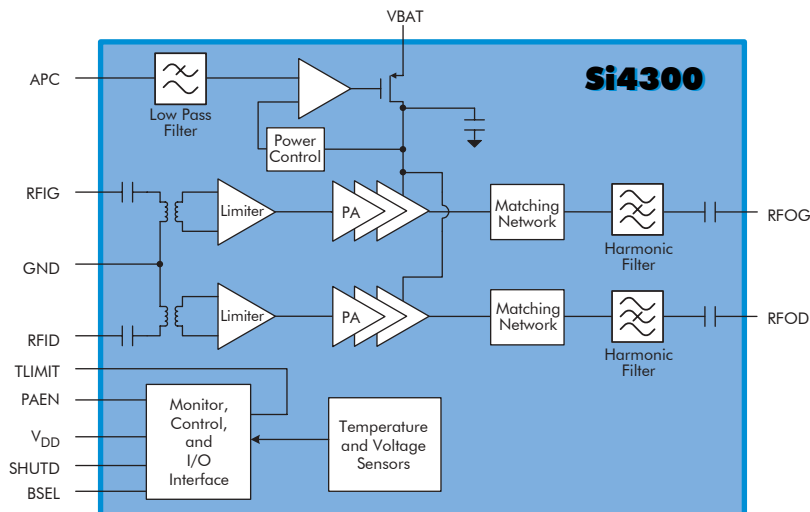 VBAT
Si4300
APC
Low Pass
Filter
Power
Control
RFIG
Limiter
PA
Matching
Network
Harmonic
Filter
RFOG
GND
RFID
Limiter
PA
Matching
Network
Harmonic
Filter
RFOD
TLIMIT
PAEN
VDD
SHUTD
BSEL
Monitor,
Control,
and
I/O
Interface
Temperature
and Voltage
Sensors